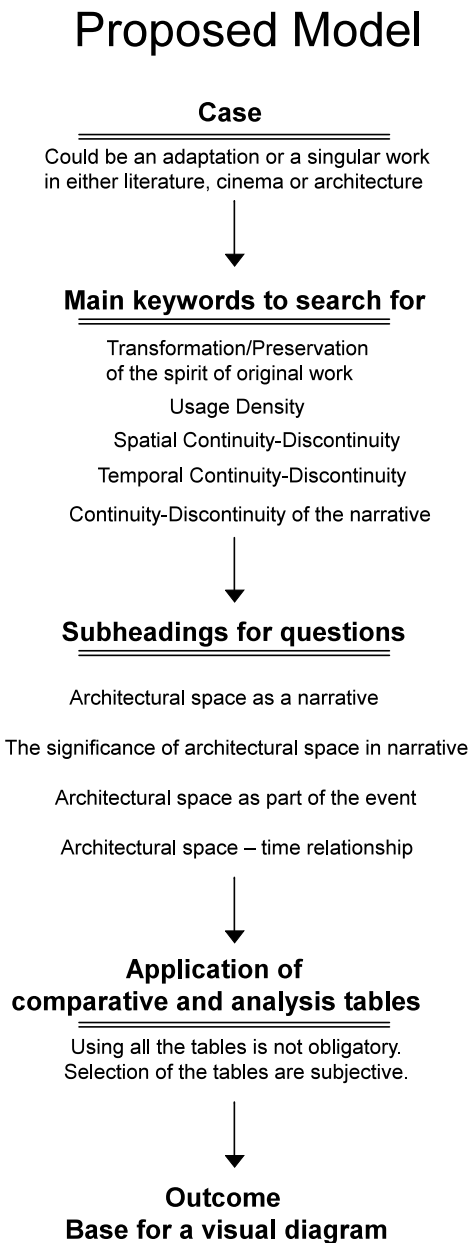 Proposed Model
Case
Could be an adaptation or a singular work
in either literature, cinema or architecture
Main keywords to search for
Transformation/Preservation
of the spirit of original work
Usage Density
Spatial Continuity-Discontinuity
Temporal Continuity-Discontinuity
Continuity-Discontinuity of the narrative
Subheadings for questions
Architectural space as a narrative
The significance of architectural space in narrative
Architectural space as part of the event
Architectural space – time relationship
Application of
comparative and analysis tables
Using all the tables is not obligatory.
Selection of the tables are subjective.
Outcome
Base for a visual diagram